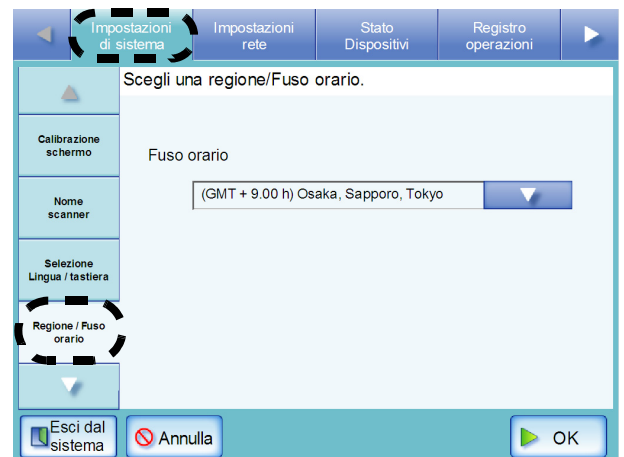 Impostazioni
di sistema
Impostazioni
rete
Stato
Dispositivi
Registro
operazioni
Scegli una regione/Fuso orario.
Calibrazione
schermo
Nome
scanner
Selezione
Lingua / tastiera
Regione / Fuso
orario
Fuso orario
(GMT + 9.00 h) Osaka, Sapporo, Tokyo
Esci dal
sistema
Annulla
OK